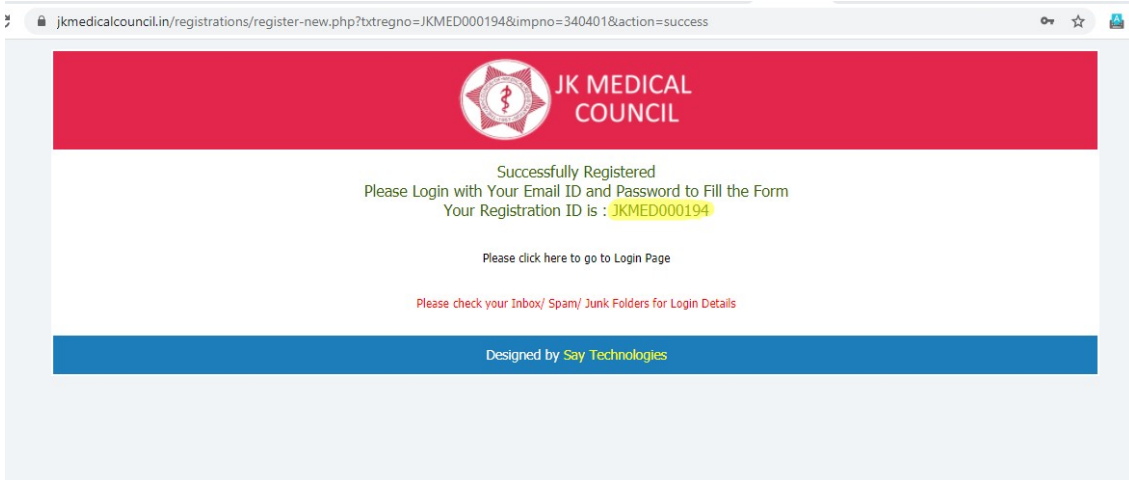 jkmedicalcouncil.in/registrations/register-new.php?txtregno=JKMED000194&impno=340401&action=success
JK MEDICAL
COUNCIL
Successfully Registered
Please Login with Your Email ID and Password to Fill the Form
Your Registration ID is : JKMED000194
Please click here to go to Login Page
Please check your Inbox/ Spam/ Junk Folders for Login Details
Designed by Say Technologies